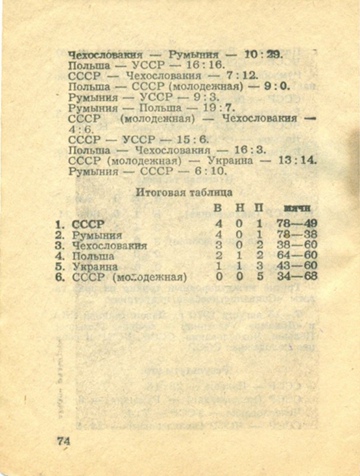 Чехословакия — Румыния — 10 : 29.
Польша — УССР — 16 : 16.
СССР — Чехословакия — 7 : 12.
Польша — СССР (молодежная) — 9 : 0.
Румыния — УССР — 9 : 3.
Румыния — Польша — 19 : 7.
СССР (молодежная) — Чехословакия —
4 : 6.
СССР — УССР — 15 : 6.
Польша — Чехословакия — 16 : 3.
СССР (молодежная) — Украина — 13 : 14.
Румыния — СССР — 6 : 10.
Итоговая таблица
В Н П мячи
1. СССР 4 0 1 78—49
2. Румыния 4 0 1 78—38
3. Чехословакия 3 0 2 38—60
4. Польша 2 1 2 64—60
5. Украина 1 1 3 43—60
6. СССР (молодежная) 0 0 5 34—68
74